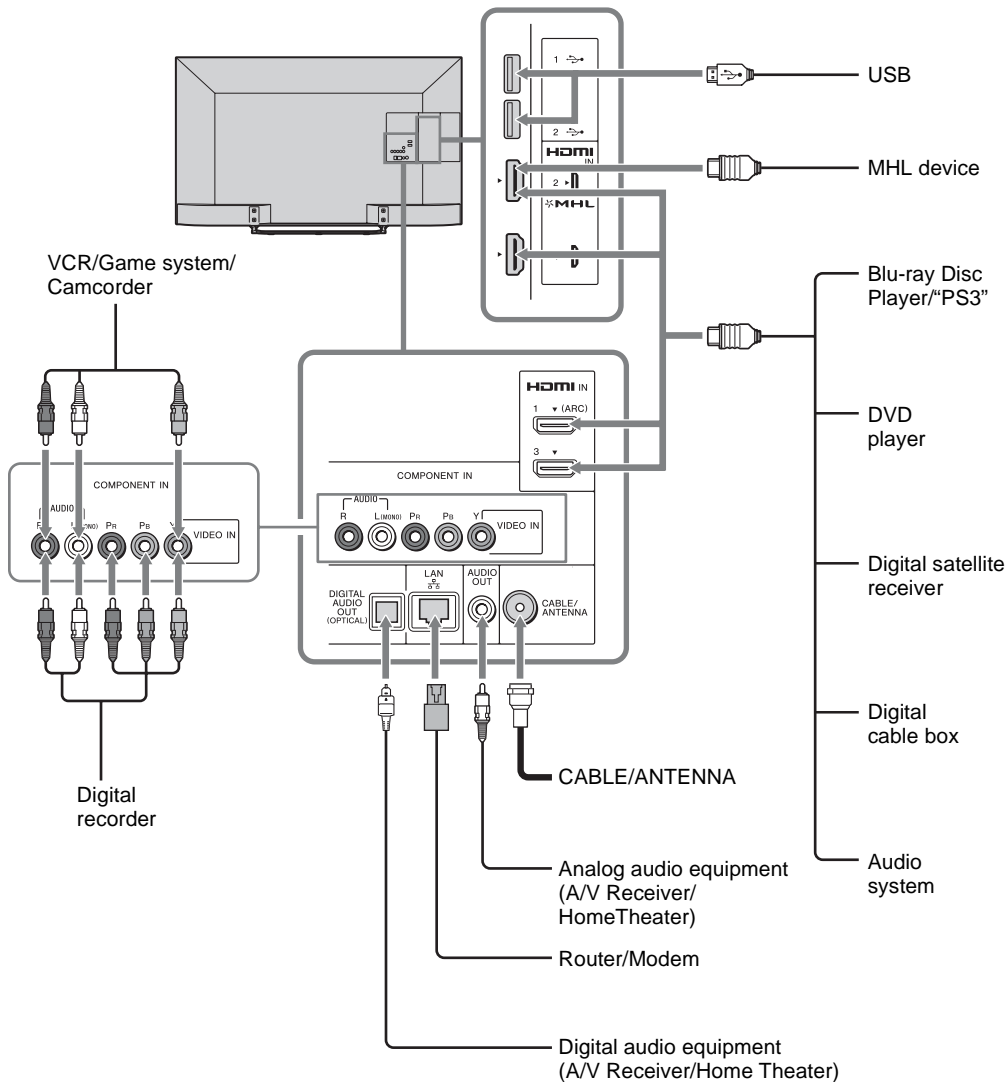 1
USB
2
HDMI
IN
2
MHL
MHL device
VCR/Game system/
Camcorder
Blu-ray Disc
Player/“PS3”
HDMI IN
1 (ARC)
3
DVD
player
COMPONENT IN
AUDIO
VIDEO IN
PR
PB
Y
COMPONENT IN
AUDIO
R
L (MONO)
PR
PB
Y
VIDEO IN
DIGITAL
AUDIO
OUT
(OPTICAL)
LAN
AUDIO
OUT
CABLE/
ANTENNA
Digital satellite
receiver
Digital
cable box
Digital
recorder
CABLE/ANTENNA
Audio
system
Analog audio equipment
(A/V Receiver/
HomeTheater)
Router/Modem
Digital audio equipment
(A/V Receiver/Home Theater)